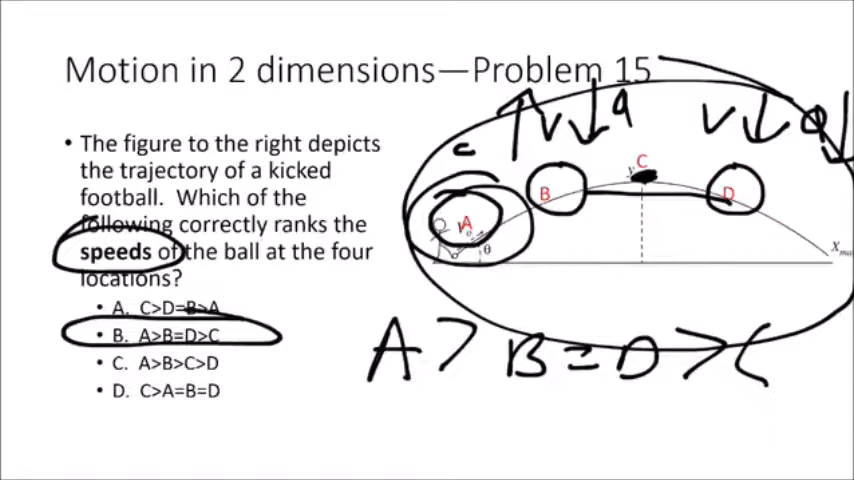 Motion in 2 dimensions—Problem 15
• The figure to the right depicts
the trajectory of a kicked
football. Which of the
following correctly ranks the
speeds of the ball at the four
locations?
• A. C>D=B>A
• B. A>B=D>C
• C. A>B>C>D
• D. C>A=B=D
V a V a
c
y C
B D
A
θ
A > B = D > C